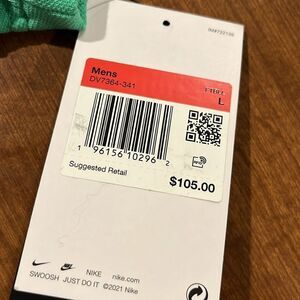 Mens
DV7364-341
L
1 96156 10296 2
Suggested Retail
$105.00
NIKE nike.com
SWOOSH JUST DO IT ©2021 Nike